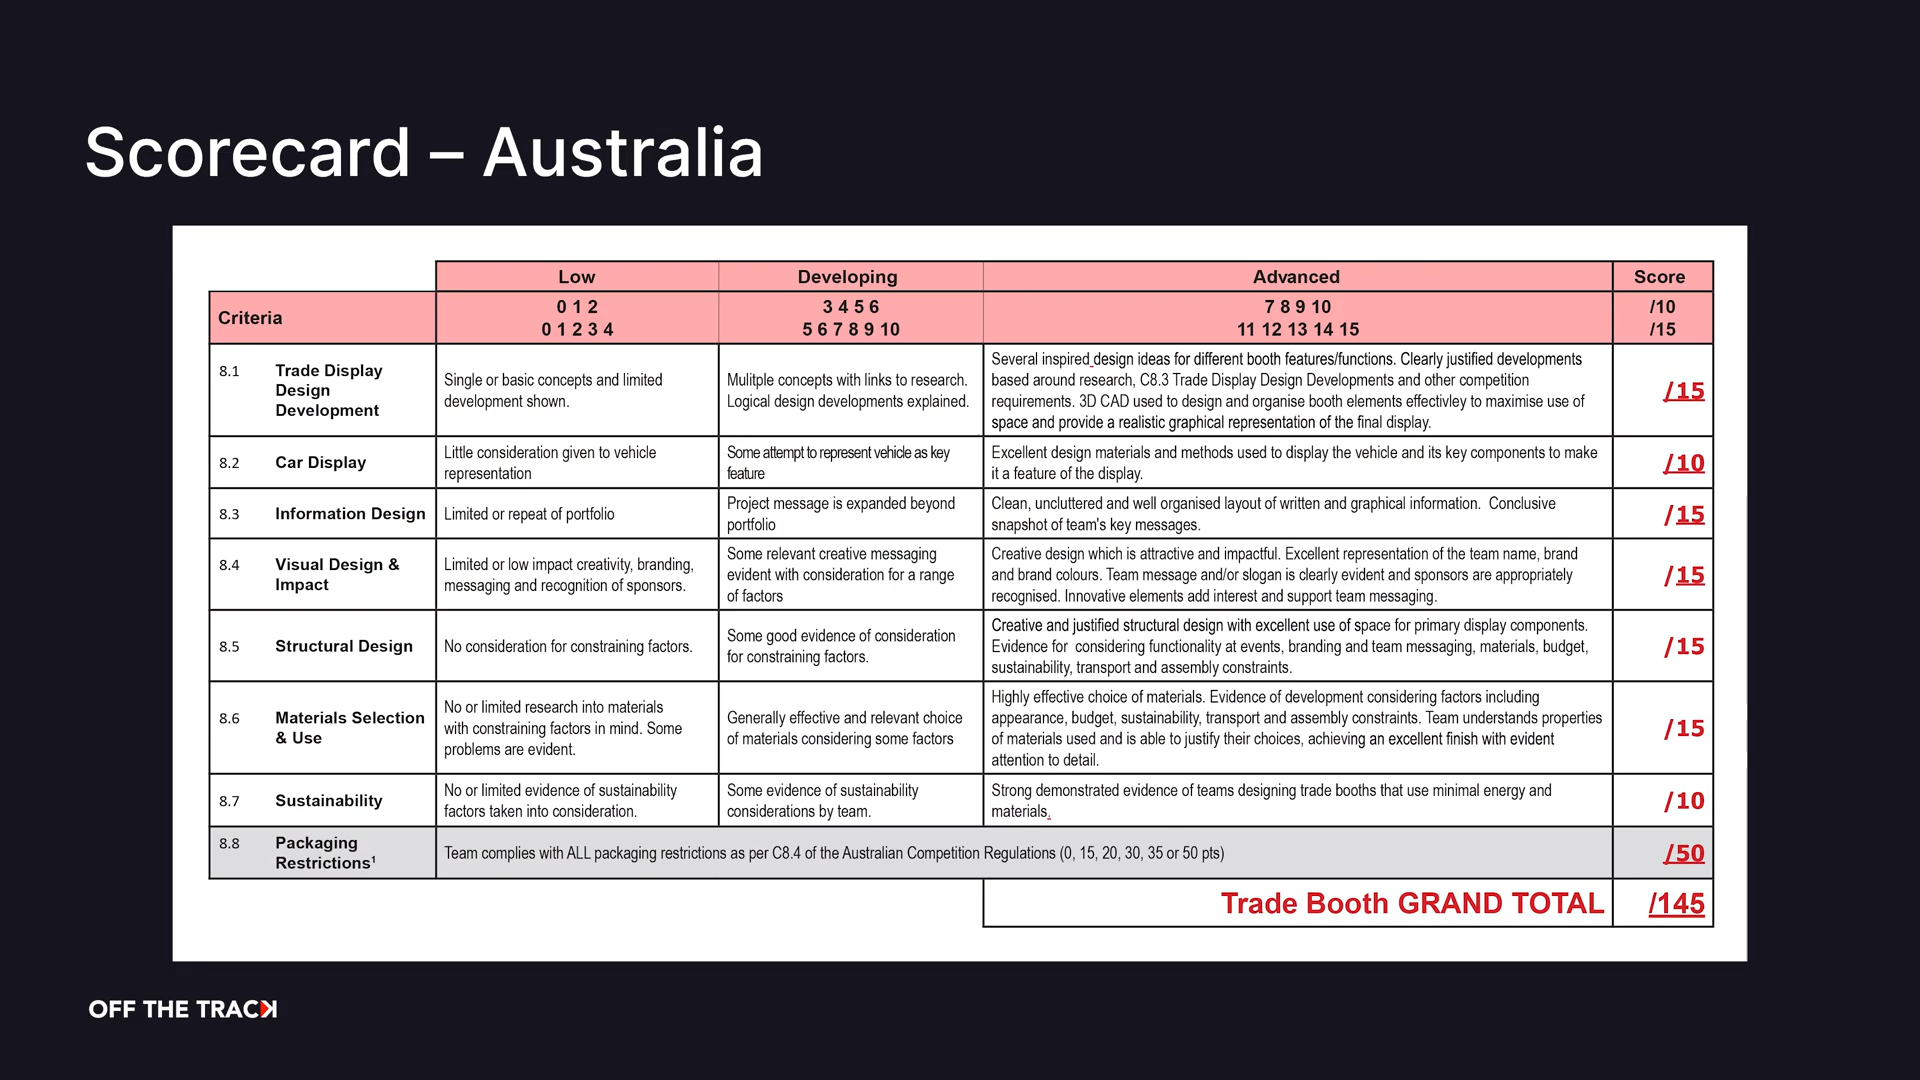 Scorecard – Australia
Low
Developing
Advanced
Score
Criteria
0 1 2
0 1 2 3 4
3 4 5 6
5 6 7 8 9 10
7 8 9 10
11 12 13 14 15
/10
/15
8.1
Trade Display
Design
Development
Single or basic concepts and limited
development shown.
Mulitple concepts with links to research.
Logical design developments explained.
Several inspired design ideas for different booth features/functions. Clearly justified developments
based around research, C8.3 Trade Display Design Developments and other competition
requirements. 3D CAD used to design and organise booth elements effectivley to maximise use of
space and provide a realistic graphical representation of the final display.
/15
8.2
Car Display
Little consideration given to vehicle
representation
Some attempt to represent vehicle as key
feature
Excellent design materials and methods used to display the vehicle and its key components to make
it a feature of the display.
/10
8.3
Information Design
Limited or repeat of portfolio
Project message is expanded beyond
portfolio
Clean, uncluttered and well organised layout of written and graphical information. Conclusive
snapshot of team's key messages.
/15
8.4
Visual Design &
Impact
Limited or low impact creativity, branding,
messaging and recognition of sponsors.
Some relevant creative messaging
evident with consideration for a range
of factors
Creative design which is attractive and impactful. Excellent representation of the team name, brand
and brand colours. Team message and/or slogan is clearly evident and sponsors are appropriately
recognised. Innovative elements add interest and support team messaging.
/15
8.5
Structural Design
No consideration for constraining factors.
Some good evidence of consideration
for constraining factors.
Creative and justified structural design with excellent use of space for primary display components.
Evidence for considering functionality at events, branding and team messaging, materials, budget,
sustainability, transport and assembly constraints.
/15
8.6
Materials Selection
& Use
No or limited research into materials
with constraining factors in mind. Some
problems are evident.
Generally effective and relevant choice
of materials considering some factors
Highly effective choice of materials. Evidence of development considering factors including
appearance, budget, sustainability, transport and assembly constraints. Team understands properties
of materials used and is able to justify their choices, achieving an excellent finish with evident
attention to detail.
/15
8.7
Sustainability
No or limited evidence of sustainability
factors taken into consideration.
Some evidence of sustainability
considerations by team.
Strong demonstrated evidence of teams designing trade booths that use minimal energy and
materials.
/10
8.8
Packaging
Restrictions¹
Team complies with ALL packaging restrictions as per C8.4 of the Australian Competition Regulations (0, 15, 20, 30, 35 or 50 pts)
/50
Trade Booth GRAND TOTAL
/145
OFF THE TRACK